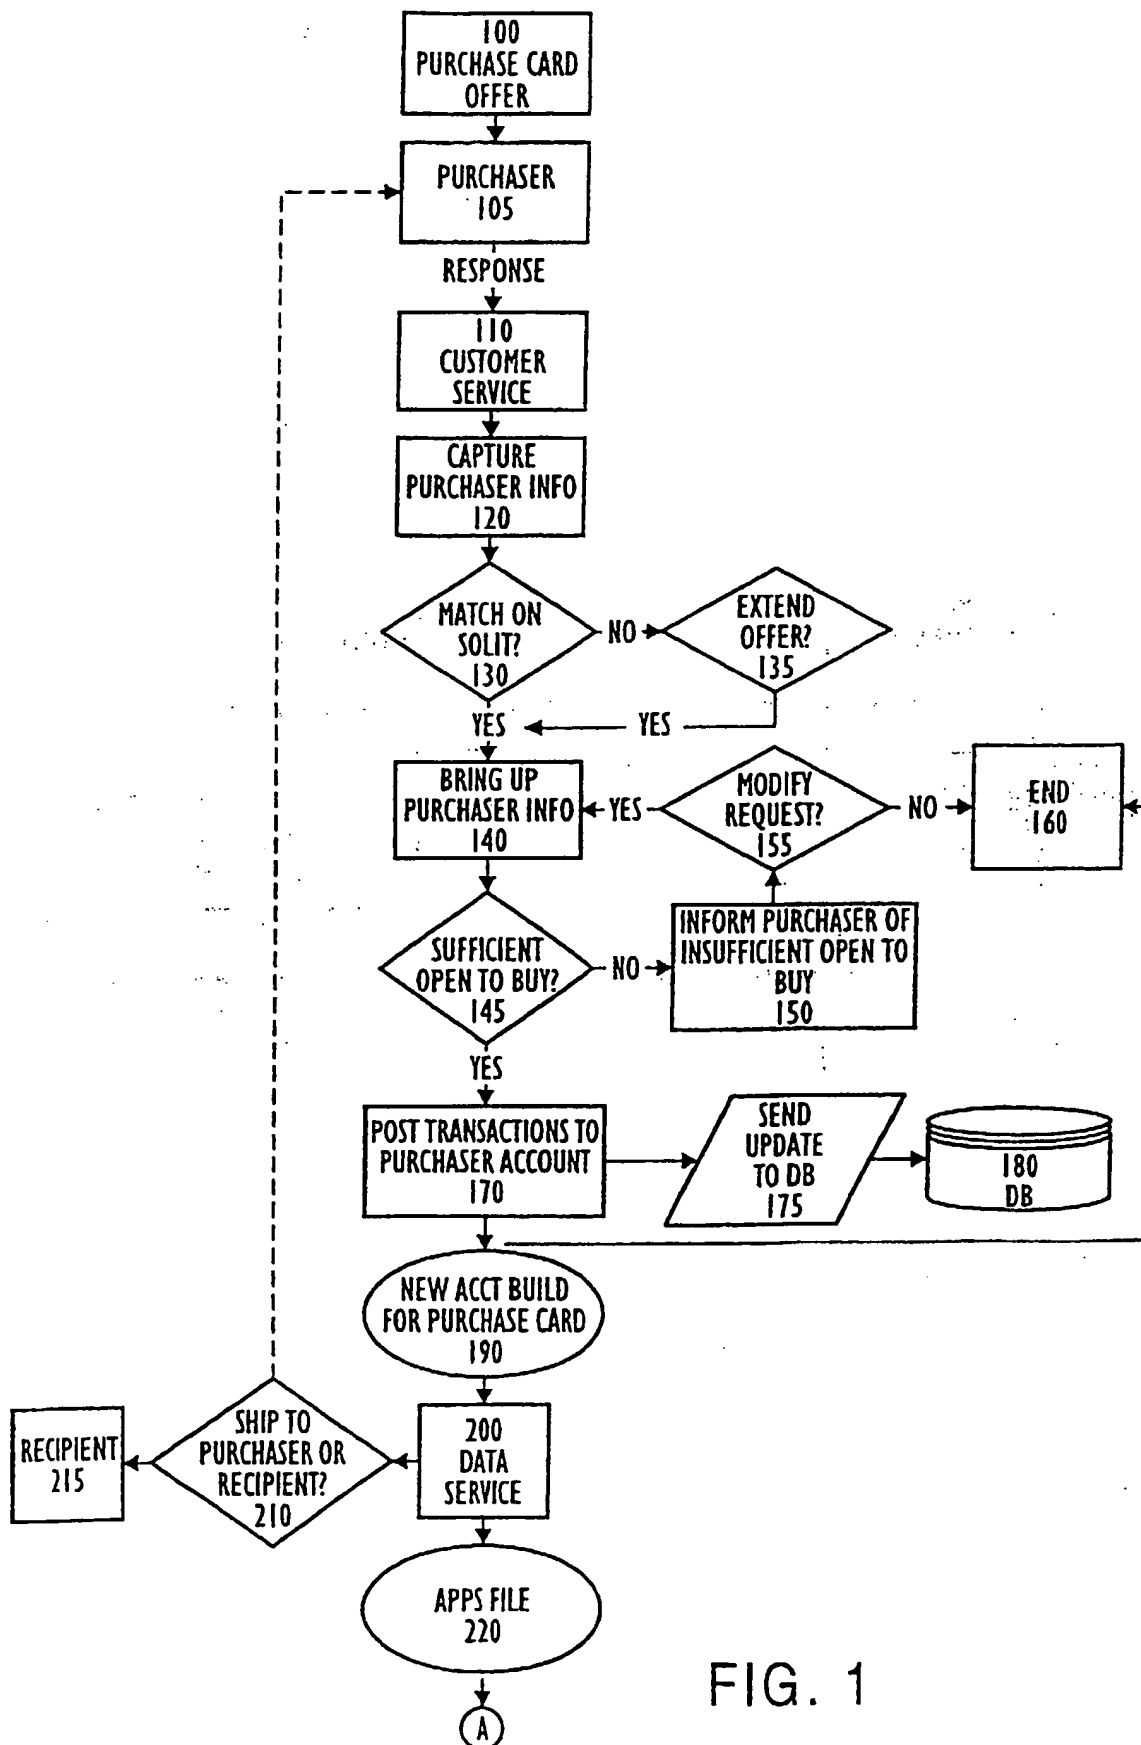 100
PURCHASE CARD
OFFER
PURCHASER
105
RESPONSE
110
CUSTOMER
SERVICE
CAPTURE
PURCHASER INFO
120
MATCH ON
SOLIT?
130
NO
EXTEND
OFFER?
135
YES
YES
BRING UP
PURCHASER INFO
140
YES
MODIFY
REQUEST?
155
NO
END
160
SUFFICIENT
OPEN TO BUY?
145
NO
INFORM PURCHASER OF
INSUFFICIENT OPEN TO
BUY
150
YES
POST TRANSACTIONS TO
PURCHASER ACCOUNT
170
SEND
UPDATE
TO DB
175
180
DB
NEW ACCT BUILD
FOR PURCHASE CARD
190
RECIPIENT
215
SHIP TO
PURCHASER OR
RECIPIENT?
210
200
DATA
SERVICE
APPS FILE
220
A
FIG. 1